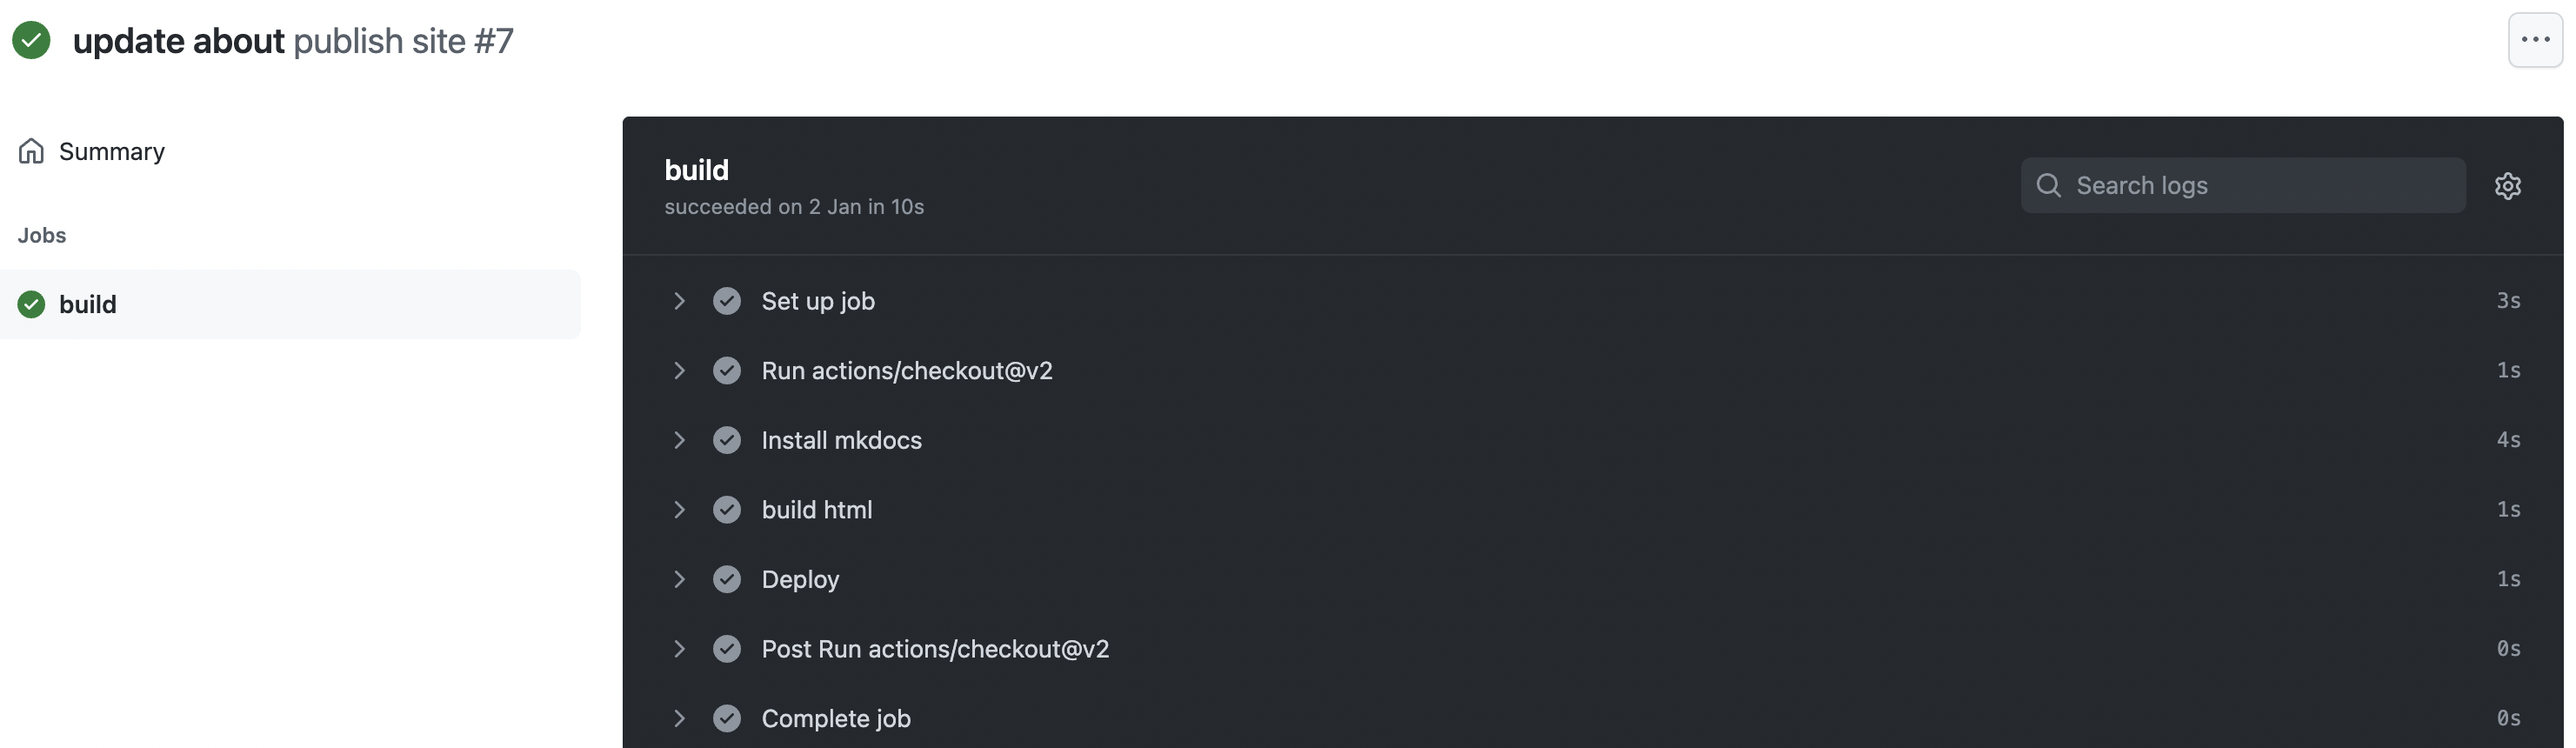 update about publish site #7
Summary
Jobs
build
build
succeeded on 2 Jan in 10s
Search logs
Set up job 3s
Run actions/checkout@v2 1s
Install mkdocs 4s
build html 1s
Deploy 1s
Post Run actions/checkout@v2 0s
Complete job 0s